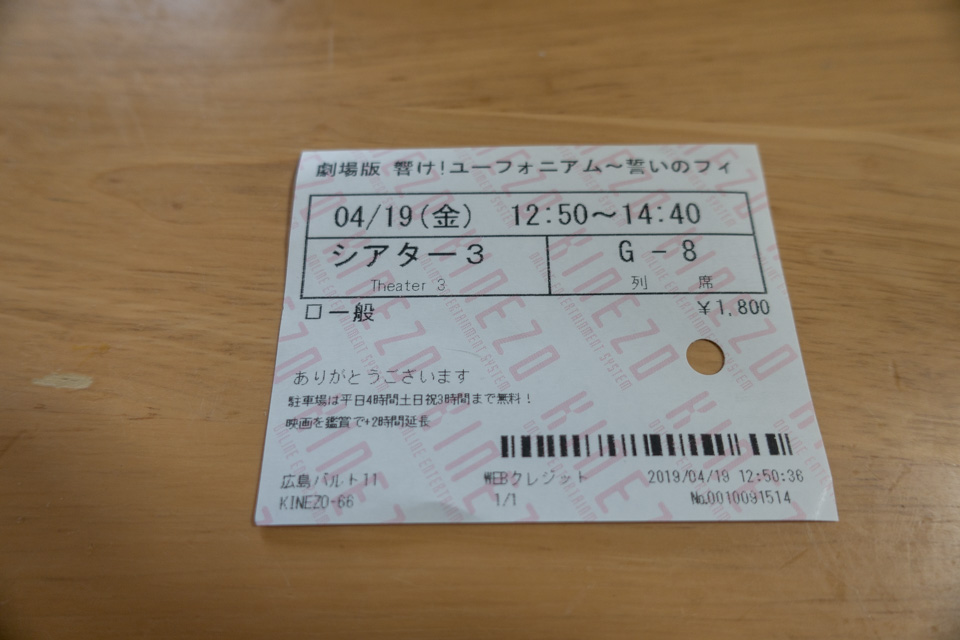 劇場版 響け!ユーフォニアム~誓いのフィ
04/19(金) 12:50~14:40
シアター3
Theater 3
G - 8
列 席
□一般
¥1,800
ありがとうございます
駐車場は平日4時間土日祝3時間まで無料!
映画を鑑賞で+2時間延長
広島バルト11
WEBクレジット
2019/04/19 12:50:36
KINEZO-66
1/1
No.0010091514
KINEZO
ONLINE ENTERTAINMENT SYSTEM